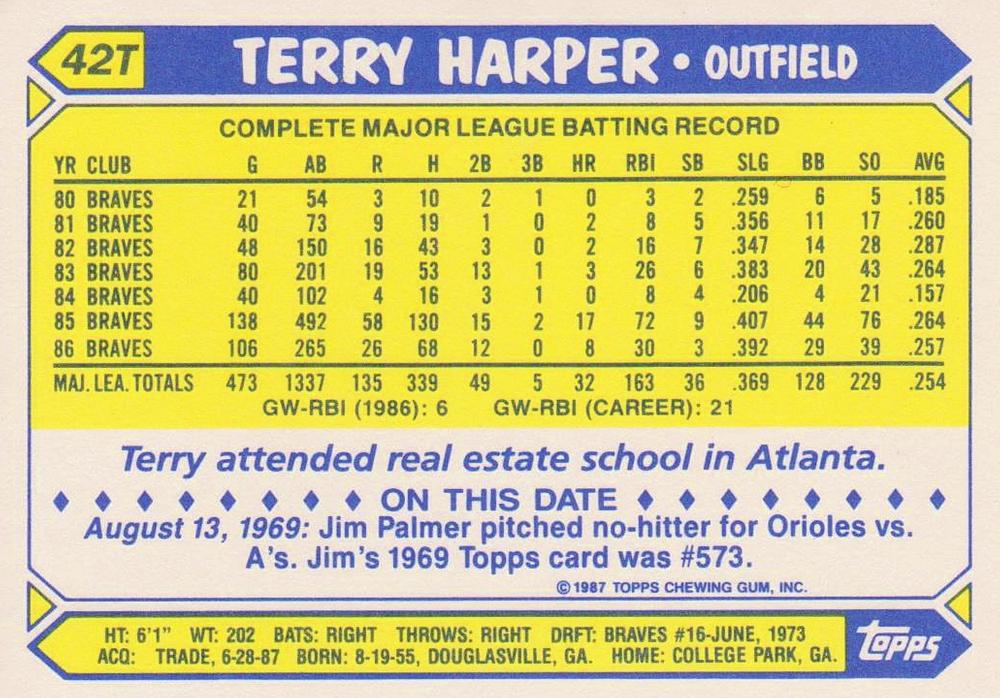 42T TERRY HARPER • OUTFIELD
COMPLETE MAJOR LEAGUE BATTING RECORD
YR CLUB G AB R H 2B 3B HR RBI SB SLG BB SO AVG
80 BRAVES 21 54 3 10 2 1 0 3 2 .259 6 5 .185
81 BRAVES 40 73 9 19 1 0 2 8 5 .356 11 17 .260
82 BRAVES 48 150 16 43 3 0 2 16 7 .347 14 28 .287
83 BRAVES 80 201 19 53 13 1 3 26 6 .383 20 43 .264
84 BRAVES 40 102 4 16 3 1 0 8 4 .206 4 21 .157
85 BRAVES 138 492 58 130 15 2 17 72 9 .407 44 76 .264
86 BRAVES 106 265 26 68 12 0 8 30 3 .392 29 39 .257
MAJ. LEA. TOTALS 473 1337 135 339 49 5 32 163 36 .369 128 229 .254
GW-RBI (1986): 6 GW-RBI (CAREER): 21
Terry attended real estate school in Atlanta.
♦ ♦ ♦ ♦ ♦ ♦ ♦ ♦ ON THIS DATE ♦ ♦ ♦ ♦ ♦ ♦ ♦ ♦
August 13, 1969: Jim Palmer pitched no-hitter for Orioles vs.
A's. Jim's 1969 Topps card was #573.
© 1987 TOPPS CHEWING GUM, INC.
HT: 6'1" WT: 202 BATS: RIGHT THROWS: RIGHT DRFT: BRAVES #16-JUNE, 1973
ACQ: TRADE, 6-28-87 BORN: 8-19-55, DOUGLASVILLE, GA. HOME: COLLEGE PARK, GA.
topps